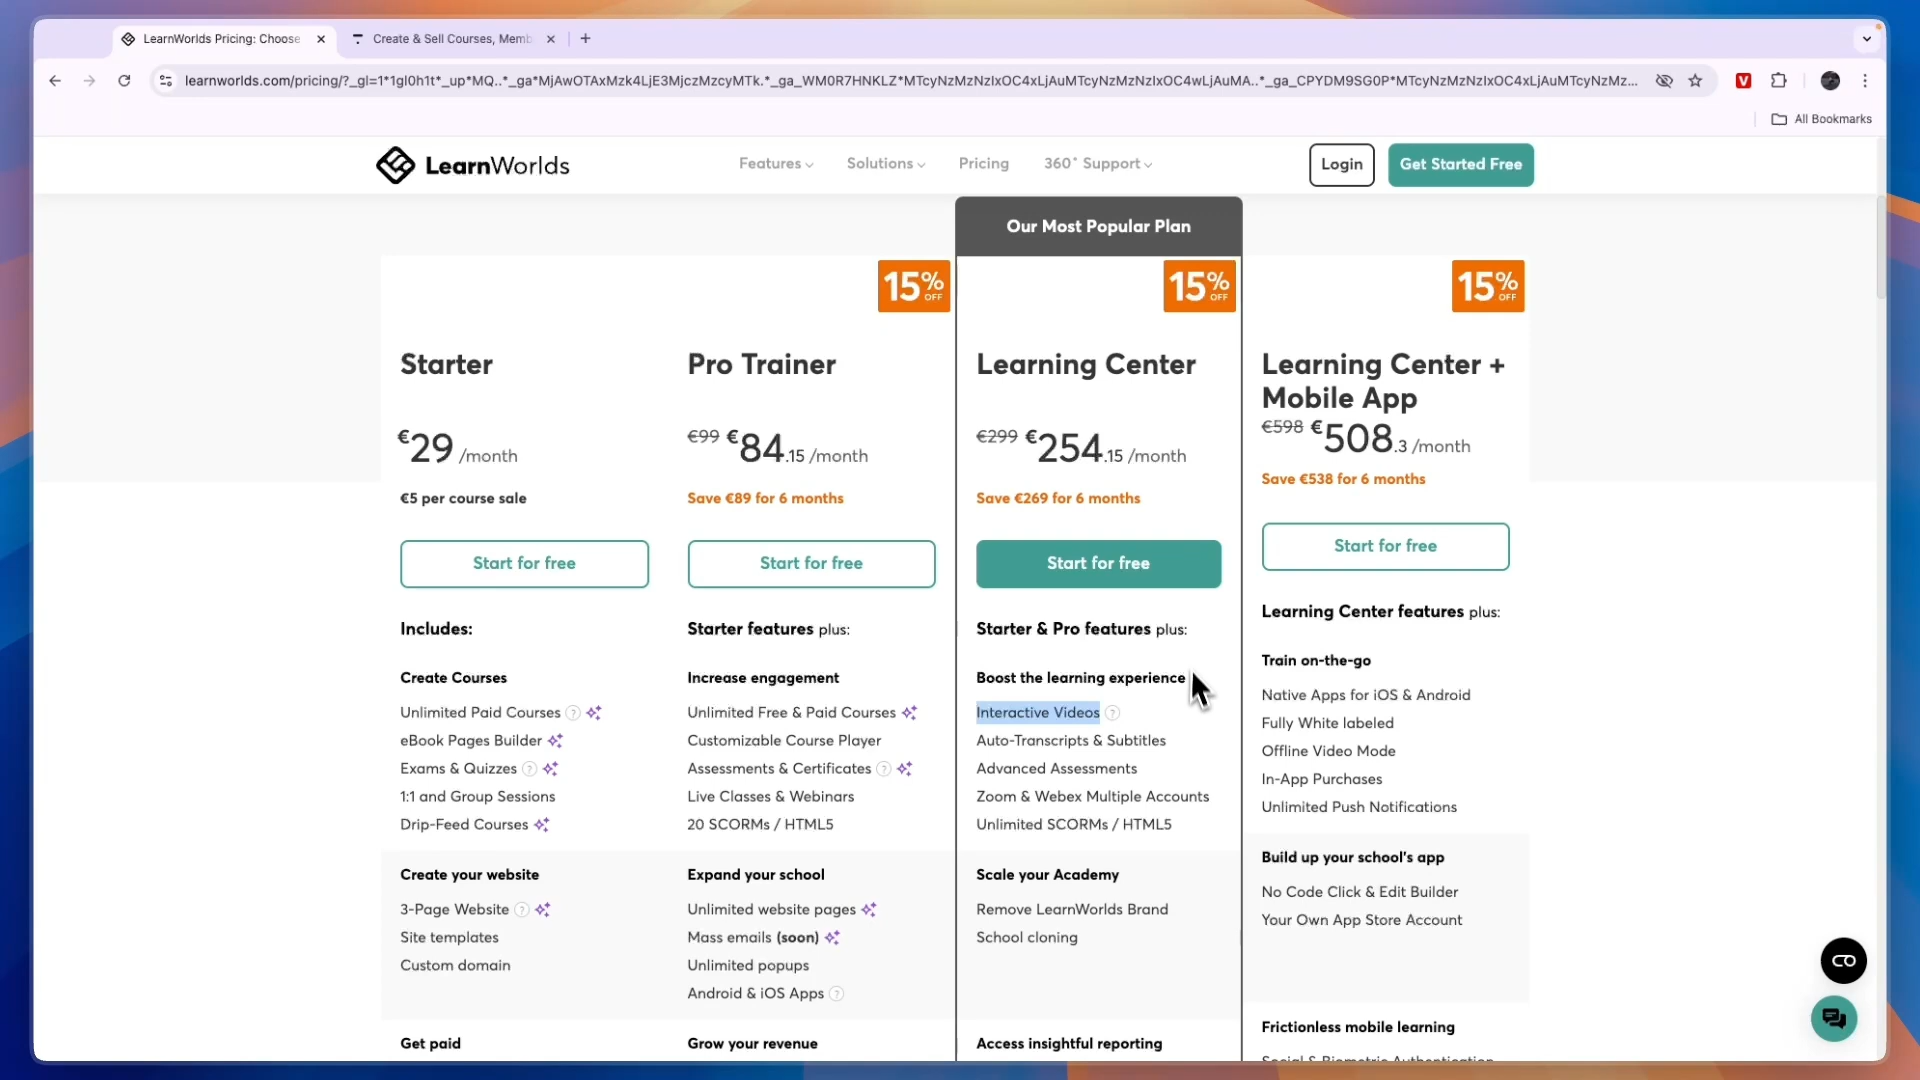 LearnWorlds Pricing: Choose
Create & Sell Courses, Memb
learnworlds.com/pricing/?_gl=1*1gl0h1t*_up*MQ..*_ga*MjAwOTAxMzk4LjE3MjczMzcyMTk.*_ga_WM0R7HNKLZ*MTcyNzMzNzIxOC4xLjAuMTcyNzMzNzIxOC4wLjAuMA..*_ga_CPYDM9SG0P*MTcyNzMzNzIxOC4xLjAuMTcyNzMz...
All Bookmarks
LearnWorlds
Features
Solutions
Pricing
360° Support
Login
Get Started Free
Our Most Popular Plan
15% OFF
15% OFF
15% OFF
Starter
€29 /month
€5 per course sale
Start for free
Includes:
Create Courses
Unlimited Paid Courses ?
eBook Pages Builder
Exams & Quizzes ?
1:1 and Group Sessions
Drip-Feed Courses
Create your website
3-Page Website ?
Site templates
Custom domain
Get paid
Pro Trainer
€99 €84.15 /month
Save €89 for 6 months
Start for free
Starter features plus:
Increase engagement
Unlimited Free & Paid Courses
Customizable Course Player
Assessments & Certificates ?
Live Classes & Webinars
20 SCORMs / HTML5
Expand your school
Unlimited website pages
Mass emails (soon)
Unlimited popups
Android & iOS Apps ?
Grow your revenue
Learning Center
€299 €254.15 /month
Save €269 for 6 months
Start for free
Starter & Pro features plus:
Boost the learning experience
Interactive Videos ?
Auto-Transcripts & Subtitles
Advanced Assessments
Zoom & Webex Multiple Accounts
Unlimited SCORMs / HTML5
Scale your Academy
Remove LearnWorlds Brand
School cloning
Access insightful reporting
Learning Center +
Mobile App
€598 €508.3 /month
Save €538 for 6 months
Start for free
Learning Center features plus:
Train on-the-go
Native Apps for iOS & Android
Fully White labeled
Offline Video Mode
In-App Purchases
Unlimited Push Notifications
Build up your school's app
No Code Click & Edit Builder
Your Own App Store Account
Frictionless mobile learning
Social & Biometric Authentication